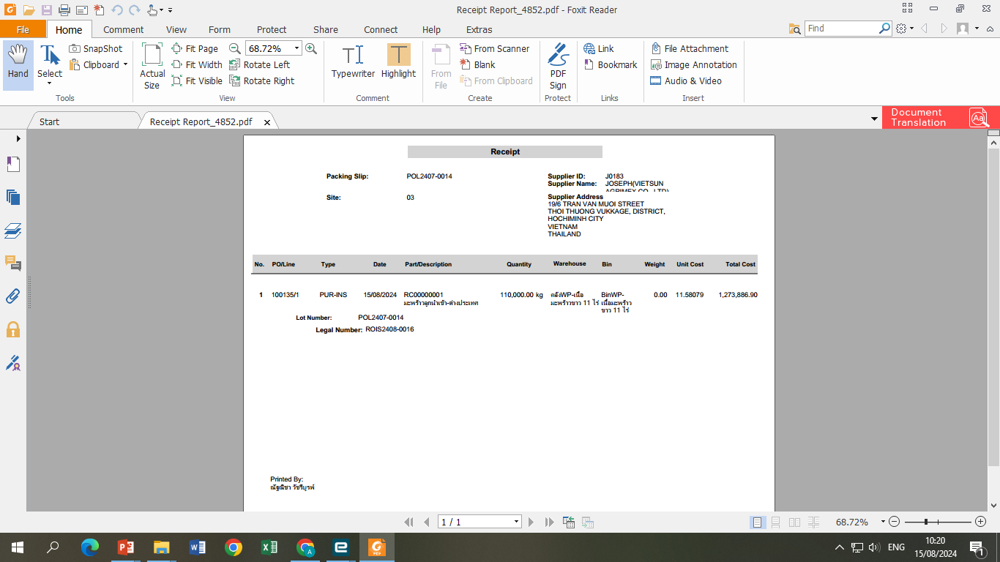 Receipt Report_4852.pdf - Foxit Reader
File Home Comment View Form Protect Share Connect Help Extras Find
Hand
Select
SnapShot
Clipboard
Tools
Actual
Size
Fit Page
Fit Width
Fit Visible
68.72%
Rotate Left
Rotate Right
View
Typewriter
Highlight
Comment
From
File
From Scanner
Blank
From Clipboard
Create
PDF
Sign
Protect
Link
Bookmark
Links
File Attachment
Image Annotation
Audio & Video
Insert
Start
Receipt Report_4852.pdf
Document
Translation
Receipt
Packing Slip: POL2407-0014
Supplier ID: J0183
Supplier Name: JOSEPH(VIETSUN
AGRIMEX CO., LTD)
Site: 03
Supplier Address
19/6 TRAN VAN MUOI STREET
THOI THUONG VUKKAGE, DISTRICT,
HOCHIMINH CITY
VIETNAM
THAILAND
No. PO/Line Type Date Part/Description Quantity Warehouse Bin Weight Unit Cost Total Cost
1 100135/1 PUR-INS 15/08/2024 RC00000001 110,000.00 kg คลังWP-เนื้อ BinWP- 0.00 11.58079 1,273,886.90
มะพร้าวลูกนำเข้า-ต่างประเทศ มะพร้าวขาว 11 ไร่ เนื้อมะพร้าว
ขาว 11 ไร่
Lot Number: POL2407-0014
Legal Number: ROIS2408-0016
Printed By:
ณัฐณิชา วัชรีบูรพ์
1 / 1
68.72%
ENG
10:20
15/08/2024
1